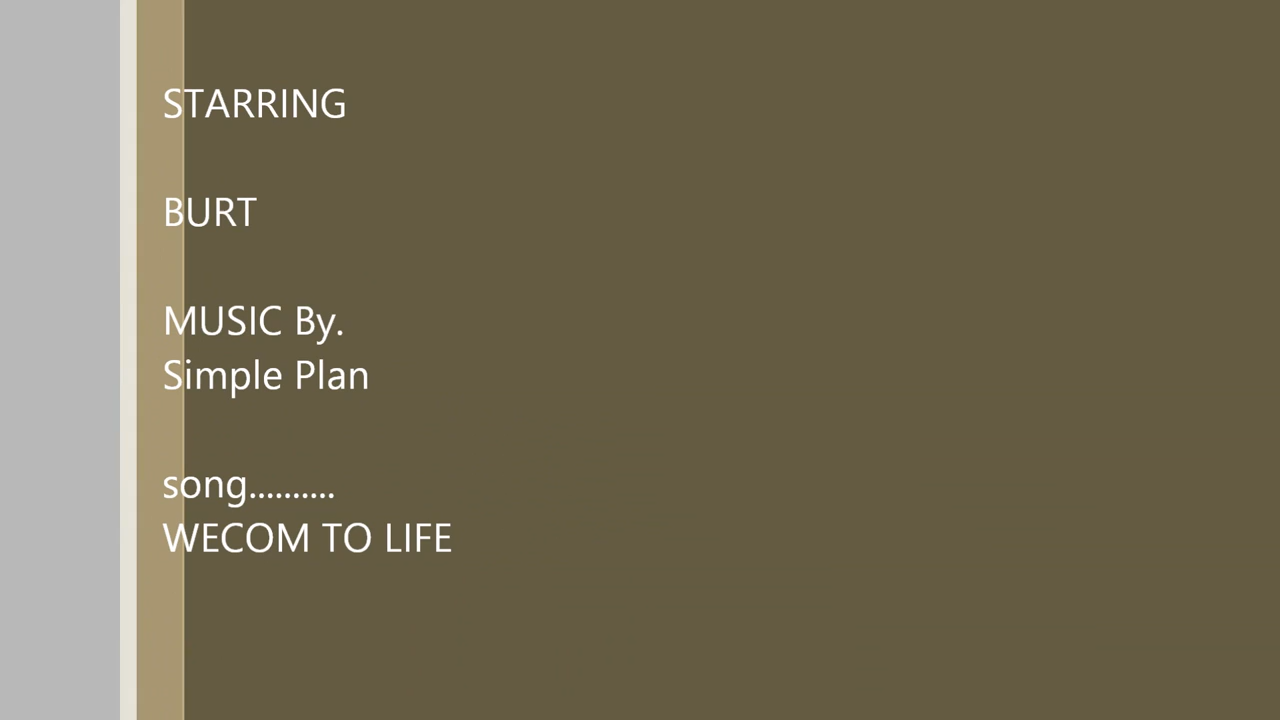 STARRING
BURT
MUSIC By.
Simple Plan
song..........
WECOM TO LIFE